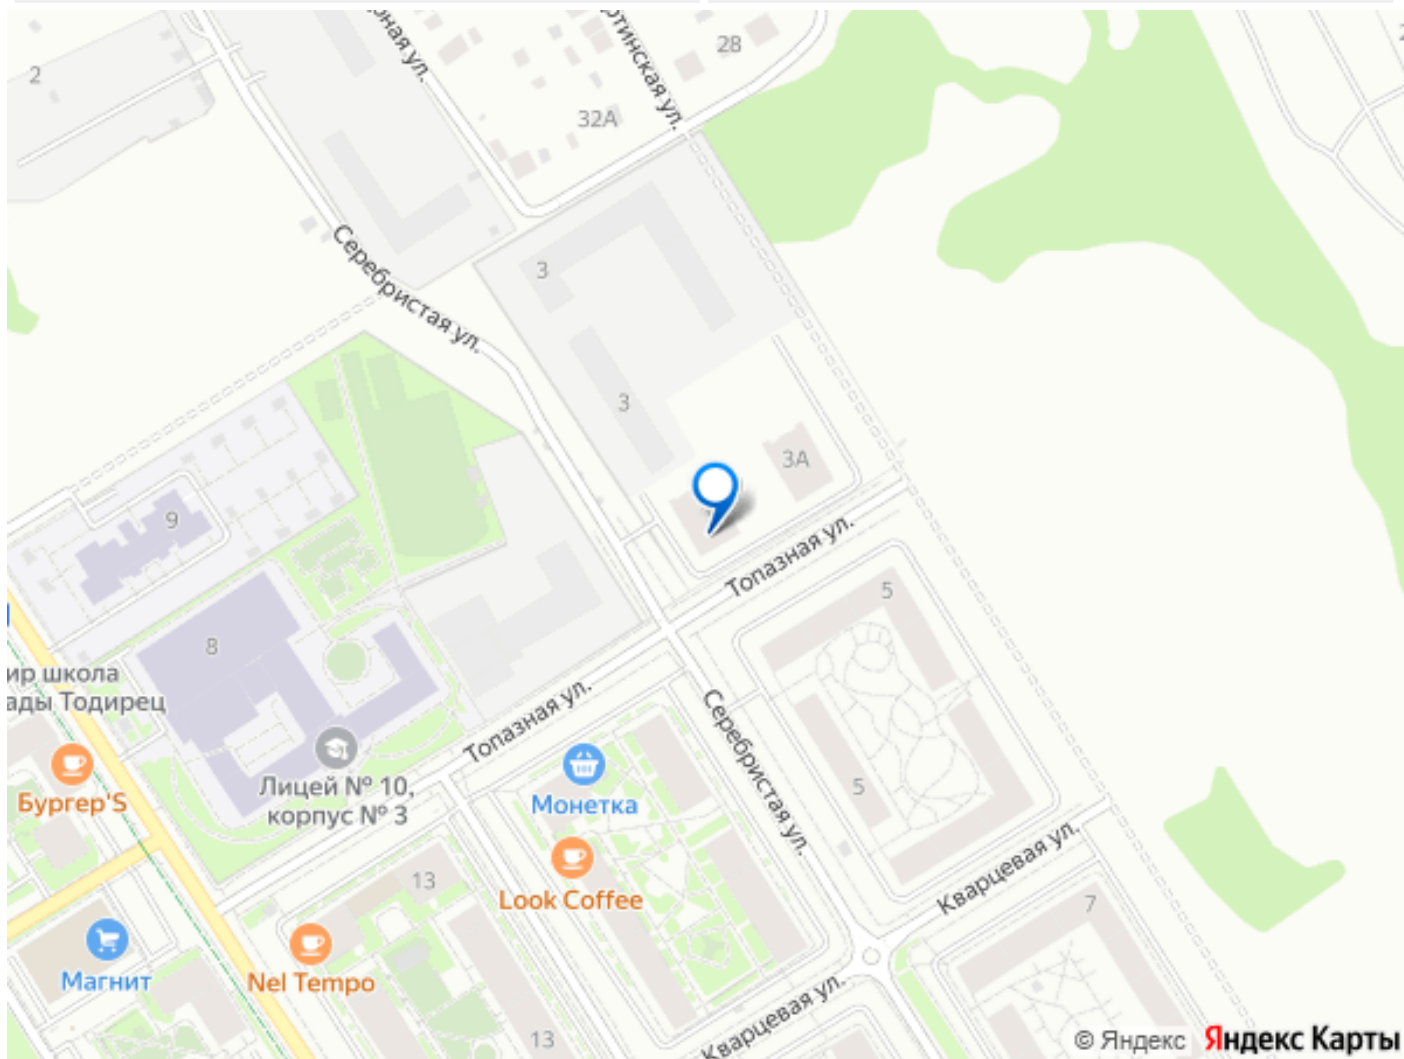 рная ул.
ртинская ул.
28
2
32А
Серебристая ул.
3
3
3А
9
Топазная ул.
5
8
ир школа
ады Тодирец
Топазная ул.
Серебристая ул.
Лицей № 10,
корпус № 3
Бургер'S
Монетка
5
Look Coffee
13
Кварцевая ул.
7
Магнит
Nel Tempo
13
Кварцевая ул.
© Яндекс Яндекс Карты